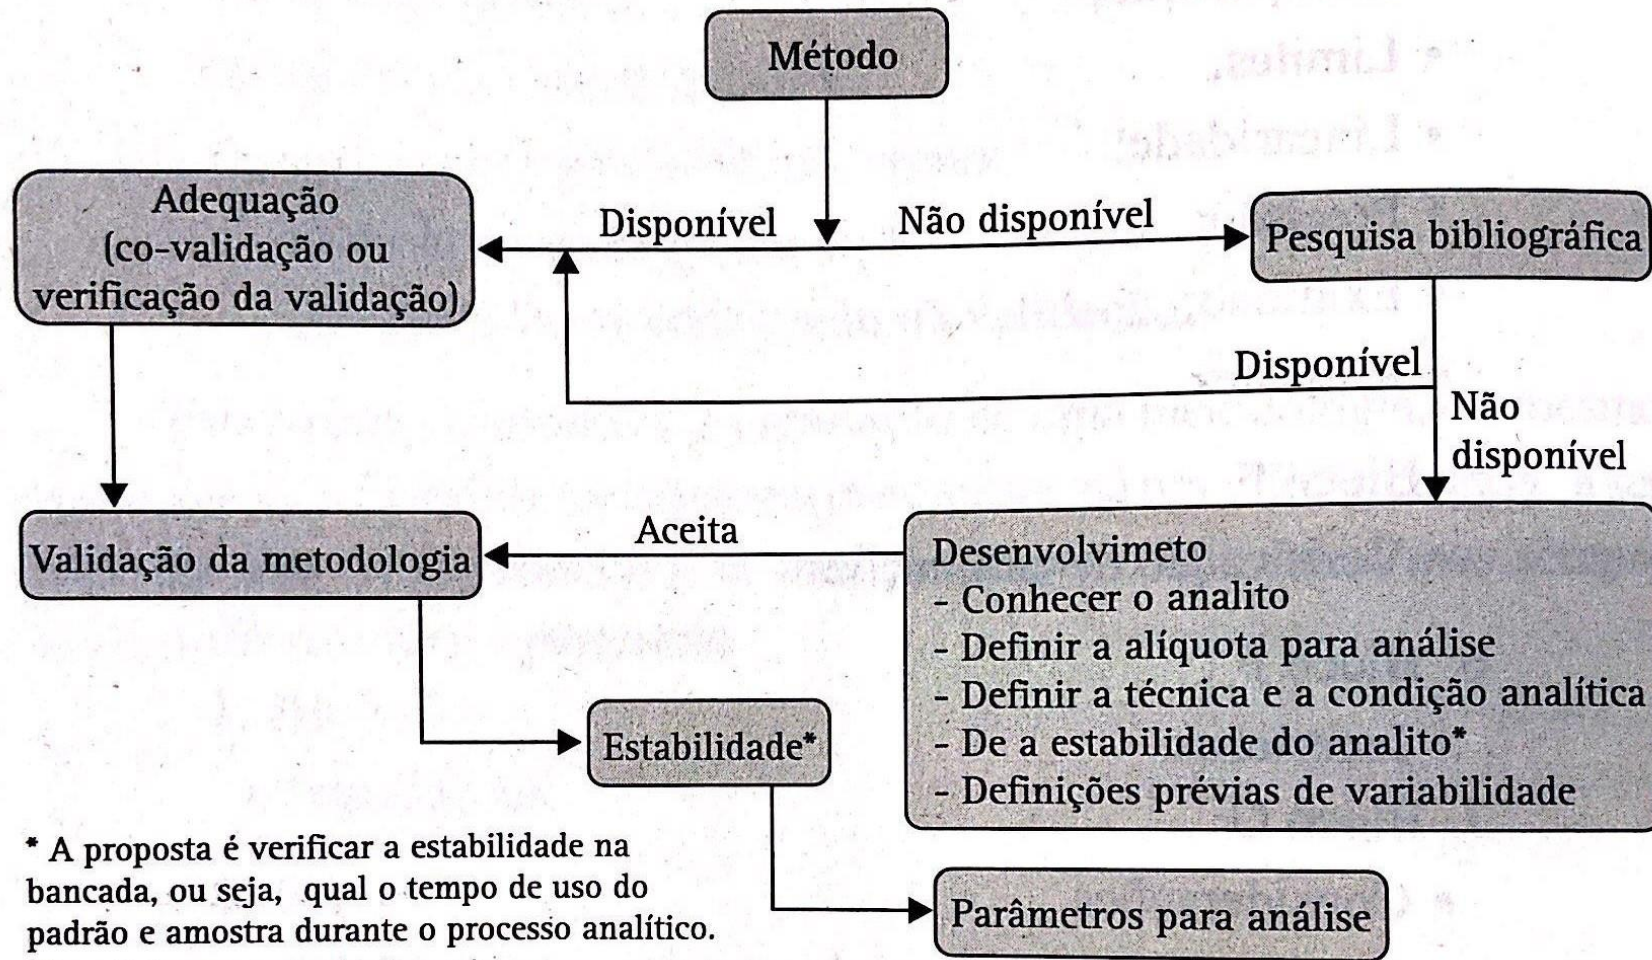 Método
Adequação
(co-validação ou
verificação da validação)
Disponível
Não disponível
Pesquisa bibliográfica
Disponível
Não
disponível
Validação da metodologia
Aceita
Desenvolvimeto
- Conhecer o analito
- Definir a alíquota para análise
- Definir a técnica e a condição analítica
- De a estabilidade do analito*
- Definições prévias de variabilidade
Estabilidade*
* A proposta é verificar a estabilidade na
bancada, ou seja, qual o tempo de uso do
padrão e amostra durante o processo analítico.
Parâmetros para análise